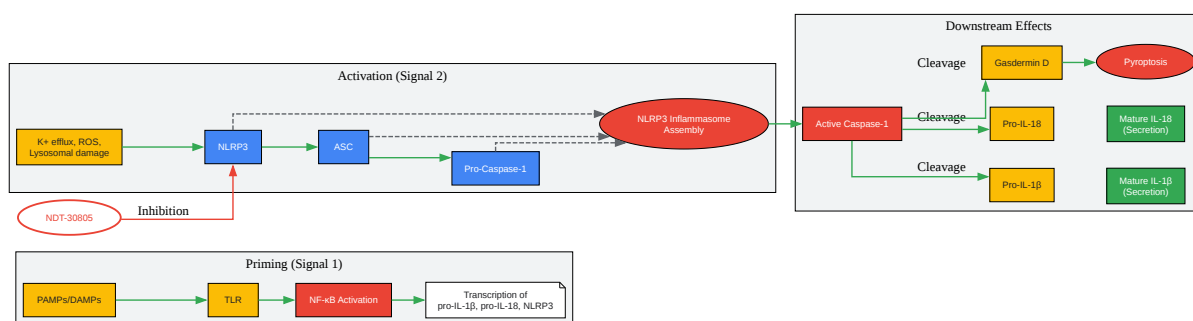 Downstream Effects
Cleavage
Gasdermin D
Pyroptosis
Activation (Signal 2)
NLRP3 Inflammasome
Assembly
Active Caspase-1
Cleavage
Pro-IL-18
Mature IL-18
(Secretion)
K+ efflux, ROS,
Lysosomal damage
NLRP3
ASC
Pro-Caspase-1
Cleavage
Pro-IL-1β
Mature IL-1β
(Secretion)
NDT-30805
Inhibition
Priming (Signal 1)
PAMPs/DAMPs
TLR
NF-κB Activation
Transcription of
pro-IL-1β, pro-IL-18, NLRP3